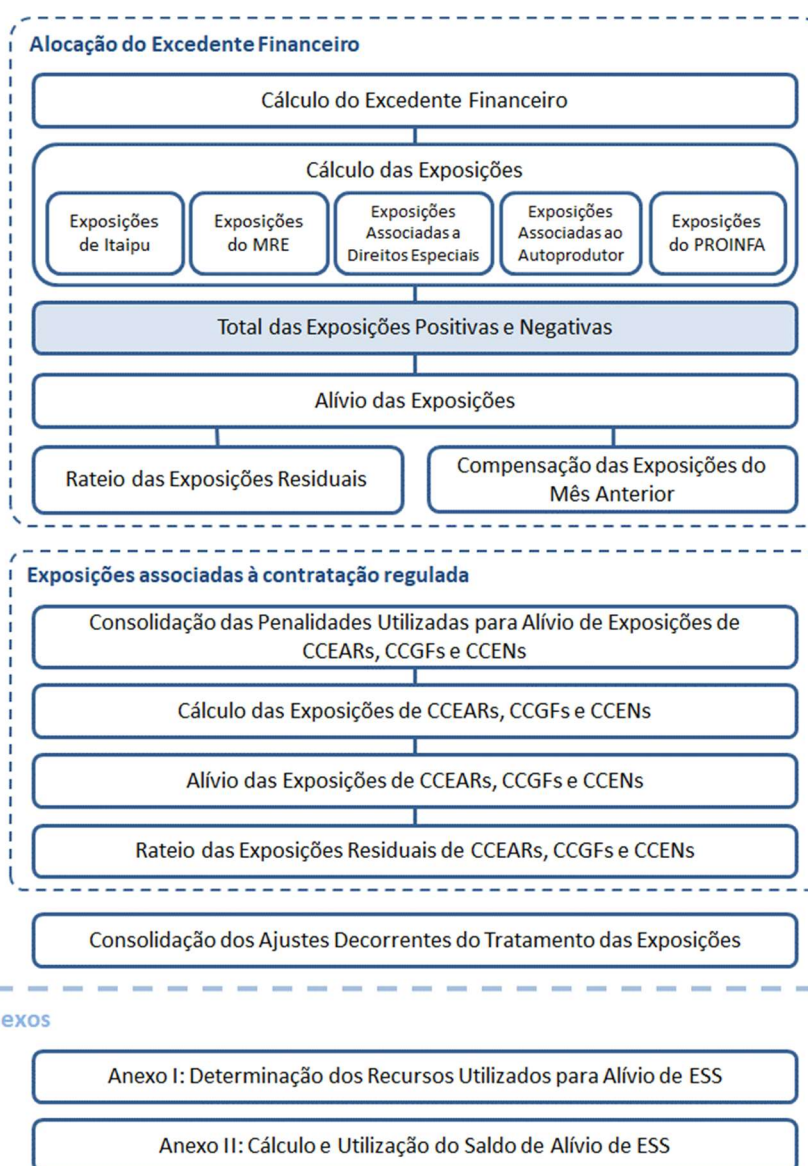 Alocação do Excedente Financeiro
Cálculo do Excedente Financeiro
Cálculo das Exposições
Exposições
de Itaipu
Exposições
do MRE
Exposições
Associadas a
Direitos Especiais
Exposições
Associadas ao
Autoprodutor
Exposições
do PROINFA
Total das Exposições Positivas e Negativas
Alívio das Exposições
Rateio das Exposições Residuais
Compensação das Exposições do
Mês Anterior
Exposições associadas à contratação regulada
Consolidação das Penalidades Utilizadas para Alívio de Exposições de
CCEARs, CCGFs e CCENs
Cálculo das Exposições de CCEARs, CCGFs e CCENs
Alívio das Exposições de CCEARs, CCGFs e CCENs
Rateio das Exposições Residuais de CCEARs, CCGFs e CCENs
Consolidação dos Ajustes Decorrentes do Tratamento das Exposições
exos
Anexo I: Determinação dos Recursos Utilizados para Alívio de ESS
Anexo II: Cálculo e Utilização do Saldo de Alívio de ESS